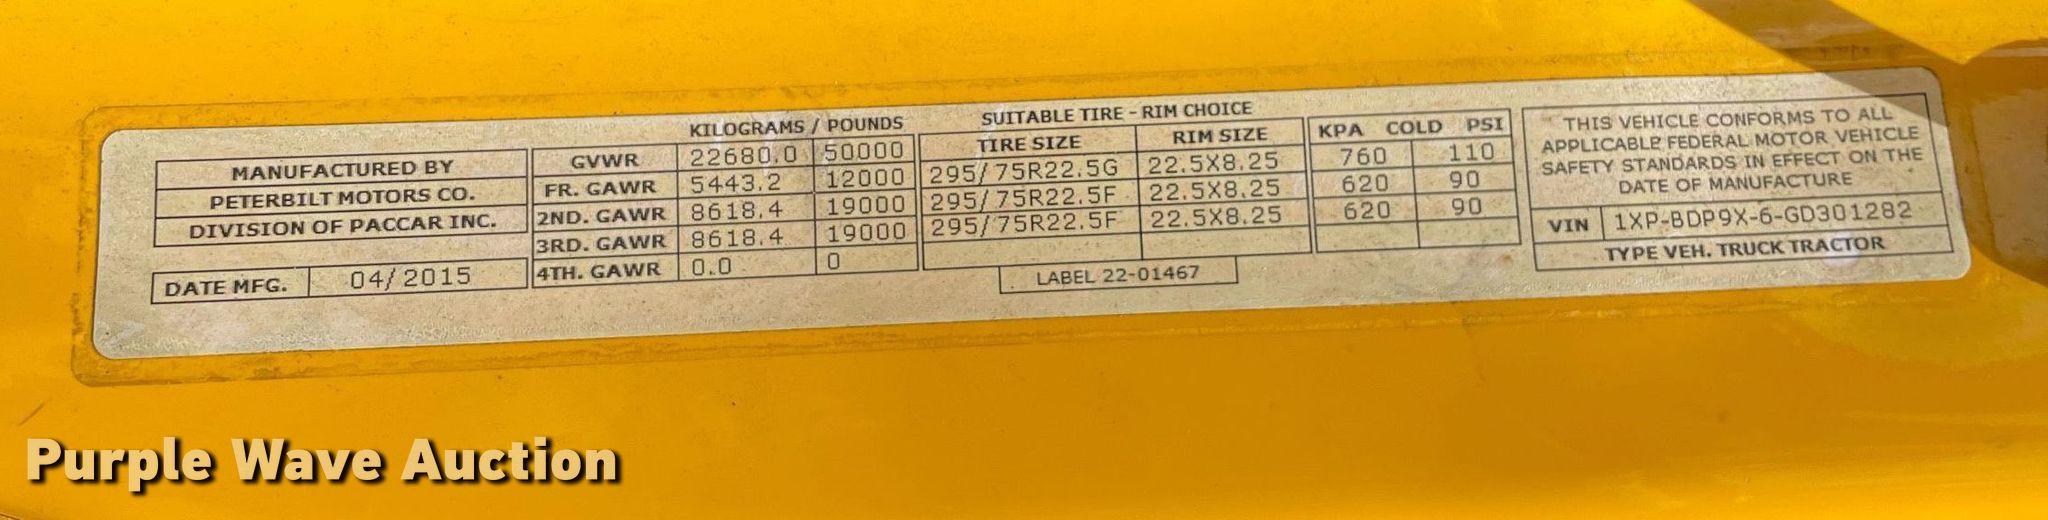 MANUFACTURED BY
PETERBILT MOTORS CO.
DIVISION OF PACCAR INC.
DATE MFG. 04/2015
KILOGRAMS / POUNDS
GVWR 22680.0 50000
FR. GAWR 5443.2 12000
2ND. GAWR 8618.4 19000
3RD. GAWR 8618.4 19000
4TH. GAWR 0.0 0
SUITABLE TIRE - RIM CHOICE
TIRE SIZE RIM SIZE KPA COLD PSI
295/75R22.5G 22.5X8.25 760 110
295/75R22.5F 22.5X8.25 620 90
295/75R22.5F 22.5X8.25 620 90
LABEL 22-01467
THIS VEHICLE CONFORMS TO ALL
APPLICABLE FEDERAL MOTOR VEHICLE
SAFETY STANDARDS IN EFFECT ON THE
DATE OF MANUFACTURE
VIN 1XP-BDP9X-6-GD301282
TYPE VEH. TRUCK TRACTOR
Purple Wave Auction